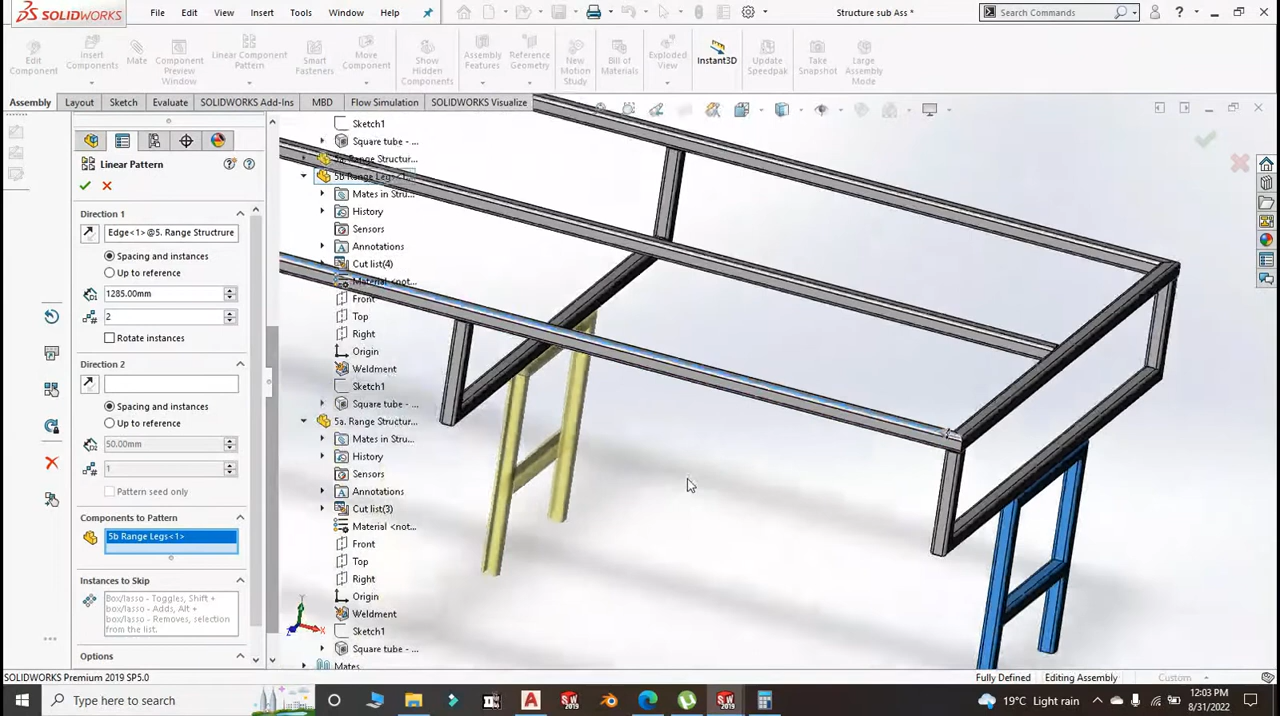 SOLIDWORKS
File Edit View Insert Tools Window Help
Structure sub Ass *
Search Commands
Edit Component
Insert Components
Mate
Component Preview Window
Linear Component Pattern
Smart Fasteners
Move Component
Show Hidden Components
Assembly Features
Reference Geometry
New Motion Study
Bill of Materials
Exploded View
Instant3D
Update Speedpak
Take Snapshot
Large Assembly Mode
Assembly Layout Sketch Evaluate SOLIDWORKS Add-Ins MBD Flow Simulation SOLIDWORKS Visualize
Linear Pattern
Direction 1
Edge<1>@5. Range Structrure
Spacing and instances
Up to reference
1285.00mm
2
Rotate instances
Direction 2
Spacing and instances
Up to reference
50.00mm
1
Pattern seed only
Components to Pattern
5b Range Legs<1>
Instances to Skip
Box/lasso - Toggles, Shift +
box/lasso - Adds, Alt +
box/lasso - Removes, selection
from the list.
Options
Sketch1
Square tube - ...
5a. Range Structur...
5B Range Legs<1>
Mates in Stru...
History
Sensors
Annotations
Cut list(4)
Material <not...
Front
Top
Right
Origin
Weldment
Sketch1
Square tube - ...
5a. Range Structur...
Mates in Stru...
History
Sensors
Annotations
Cut list(3)
Material <not...
Front
Top
Right
Origin
Weldment
Sketch1
Square tube - ...
Mates
SOLIDWORKS Premium 2019 SP5.0
Fully Defined Editing Assembly Custom
Type here to search
19°C Light rain
12:03 PM
8/31/2022